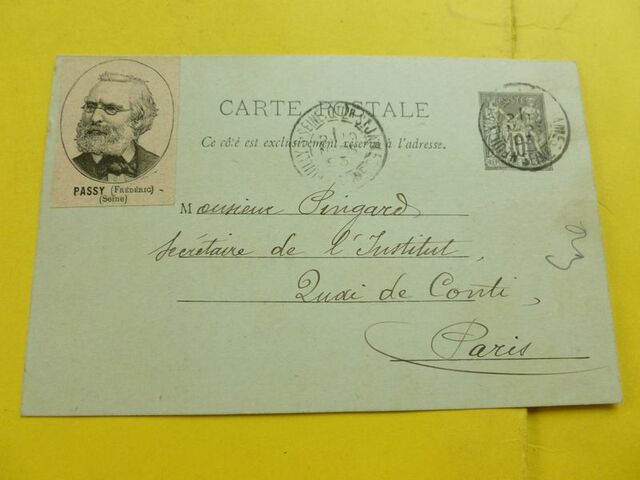 CARTE POSTALE
Ce côté est exclusivement réservé à l'adresse.
PASSY (FRÉDÉRIC)
(Seine)
Monsieur Pingard
Secrétaire de l'Institut,
Quai de Conti,
Paris